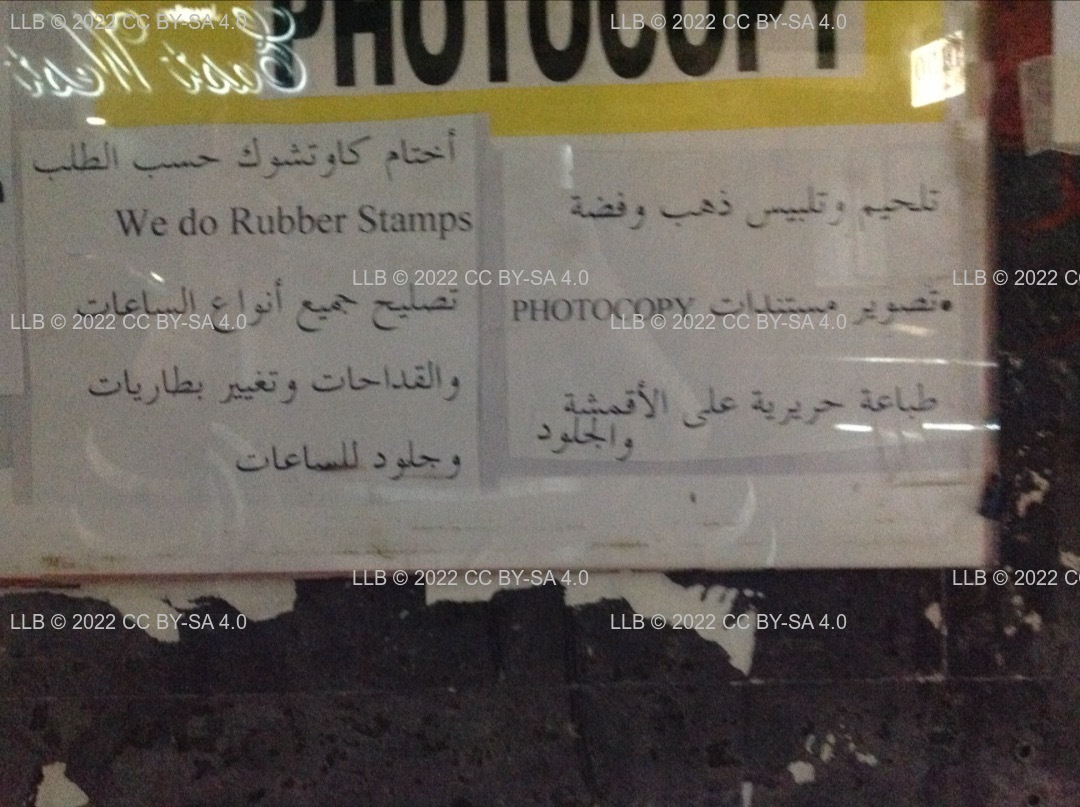 PHOTOCOPY
تلحيم وتلبيس ذهب وفضة
•تصوير مستندات PHOTOCOPY
طباعة حريرية على الأقمشة
والجلود
أختام كاوتشوك حسب الطلب
We do Rubber Stamps
تصليح جميع أنواع الساعات
والقداحات وتغيير بطاريات
وجلود للساعات
LLB © 2022 CC BY-SA 4.0